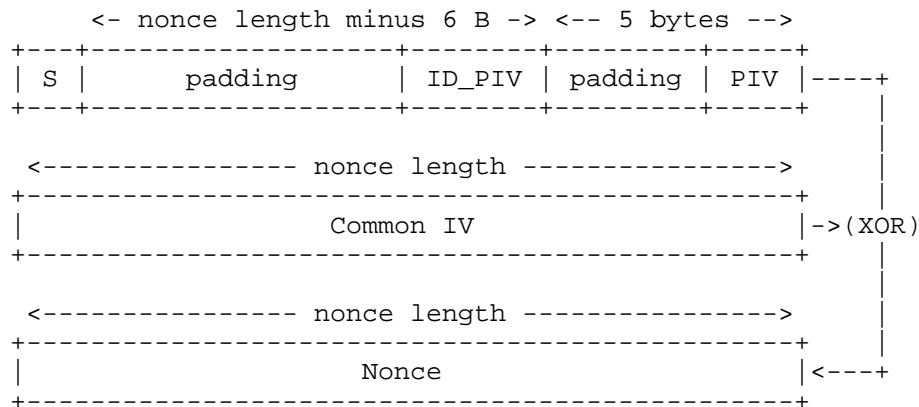 <- nonce length minus 6 B -> <-- 5 bytes -->
+---+-------------------+--------+---------+-----+
| S |      padding      | ID_PIV | padding | PIV |----+
+---+-------------------+--------+---------+-----+    |
                                                      |
<---------------- nonce length ---------------->      |
+------------------------------------------------+    |
|                   Common IV                    |->(XOR)
+------------------------------------------------+    |
                                                      |
<---------------- nonce length ---------------->      |
+------------------------------------------------+    |
|                     Nonce                      |<---+
+------------------------------------------------+